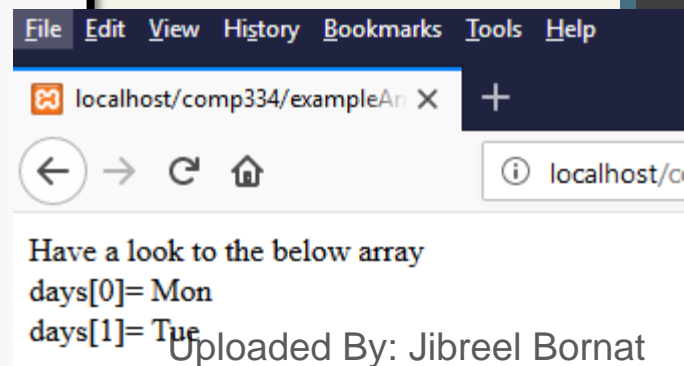 File Edit View History Bookmarks Tools Help
localhost/comp334/exampleAr
localhost/c
Have a look to the below array
days[0]= Mon
days[1]= Tue
Uploaded By: Jibreel Bornat